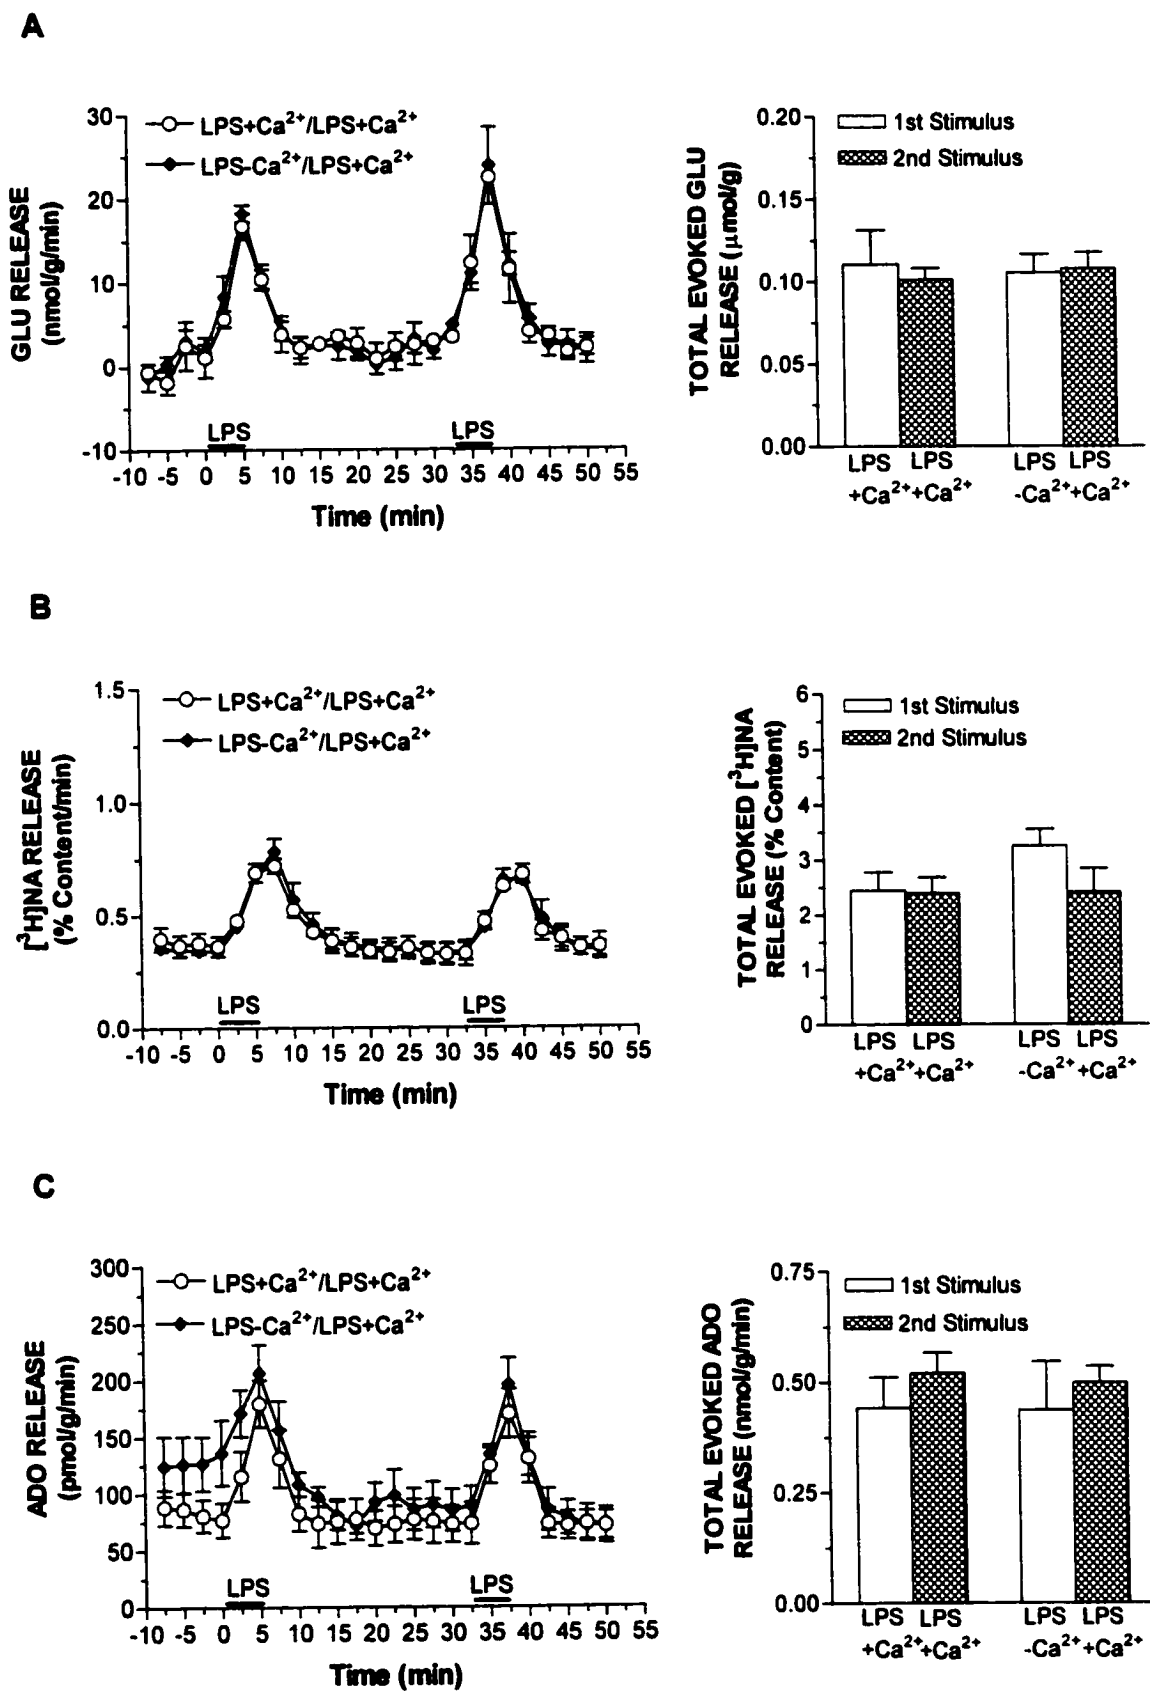 A
LPS+Ca²⁺/LPS+Ca²⁺
LPS-Ca²⁺/LPS+Ca²⁺
GLU RELEASE
(nmol/g/min)
30
20
10
0
-10
LPS
LPS
-10 -5 0 5 10 15 20 25 30 35 40 45 50 55
Time (min)
1st Stimulus
2nd Stimulus
TOTAL EVOKED GLU
RELEASE (μmol/g)
0.20
0.15
0.10
0.05
0.00
LPS LPS LPS LPS
+Ca²⁺+Ca²⁺ -Ca²⁺+Ca²⁺
B
LPS+Ca²⁺/LPS+Ca²⁺
LPS-Ca²⁺/LPS+Ca²⁺
[³H]NA RELEASE
(% Content/min)
1.5
1.0
0.5
0.0
LPS
LPS
-10 -5 0 5 10 15 20 25 30 35 40 45 50 55
Time (min)
1st Stimulus
2nd Stimulus
TOTAL EVOKED [³H]NA
RELEASE (% Content)
6
5
4
3
2
1
0
LPS LPS LPS LPS
+Ca²⁺+Ca²⁺ -Ca²⁺+Ca²⁺
C
LPS+Ca²⁺/LPS+Ca²⁺
LPS-Ca²⁺/LPS+Ca²⁺
ADO RELEASE
(pmol/g/min)
300
250
200
150
100
50
0
LPS
LPS
-10 -5 0 5 10 15 20 25 30 35 40 45 50 55
Time (min)
1st Stimulus
2nd Stimulus
TOTAL EVOKED ADO
RELEASE (nmol/g/min)
0.75
0.50
0.25
0.00
LPS LPS LPS LPS
+Ca²⁺+Ca²⁺ -Ca²⁺+Ca²⁺